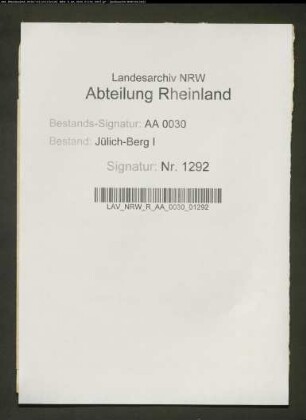 Landesarchiv NRW
Abteilung Rheinland
Bestands-Signatur: AA 0030
Bestand: Jülich-Berg I
Signatur: Nr. 1292
LAV_NRW_R_AA_0030_01292